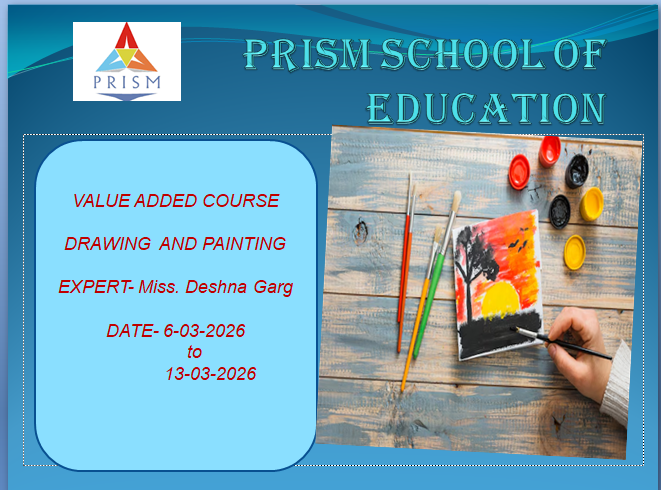 PRISM
PRISM SCHOOL OF
EDUCATION
VALUE ADDED COURSE
DRAWING AND PAINTING
EXPERT- Miss. Deshna Garg
DATE- 6-03-2026
to
13-03-2026